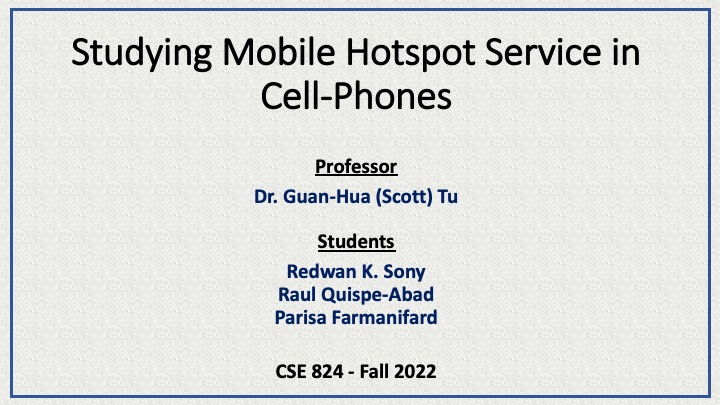 Studying Mobile Hotspot Service in
Cell-Phones
Professor
Dr. Guan-Hua (Scott) Tu
Students
Redwan K. Sony
Raul Quispe-Abad
Parisa Farmanifard
CSE 824 - Fall 2022